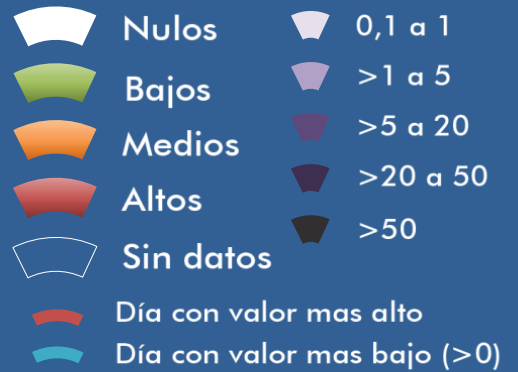 Nulos
Bajos
Medios
Altos
Sin datos
0,1 a 1
>1 a 5
>5 a 20
>20 a 50
>50
Día con valor mas alto
Día con valor mas bajo (>0)